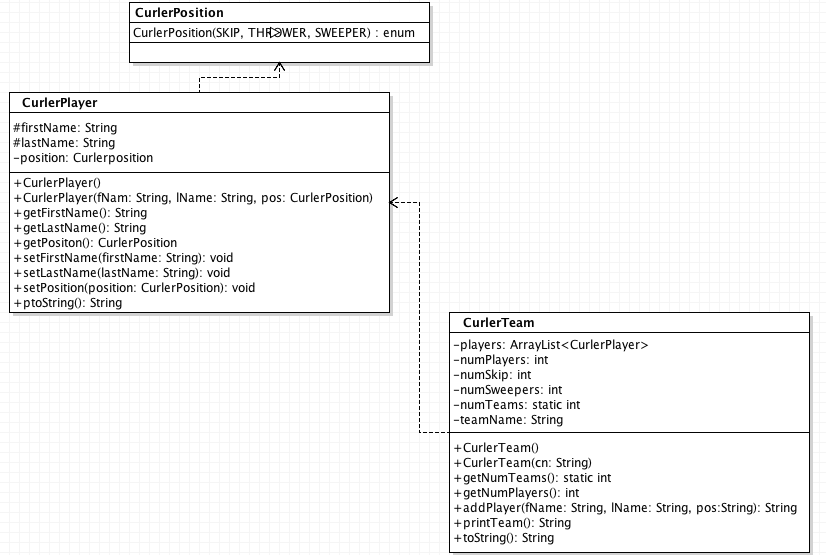 CurlerPosition
CurlerPosition(SKIP, THROWER, SWEEPER) : enum
CurlerPlayer
#firstName: String
#lastName: String
-position: Curlerposition
+CurlerPlayer()
+CurlerPlayer(fNam: String, lName: String, pos: CurlerPosition)
+getFirstName(): String
+getLastName(): String
+getPositon(): CurlerPosition
+setFirstName(firstName: String): void
+setLastName(lastName: String): void
+setPosition(position: CurlerPosition): void
+ptoString(): String
CurlerTeam
-players: ArrayList<CurlerPlayer>
-numPlayers: int
-numSkip: int
-numSweepers: int
-numTeams: static int
-teamName: String
+CurlerTeam()
+CurlerTeam(cn: String)
+getNumTeams(): static int
+getNumPlayers(): int
+addPlayer(fName: String, lName: String, pos:String): String
+printTeam(): String
+toString(): String